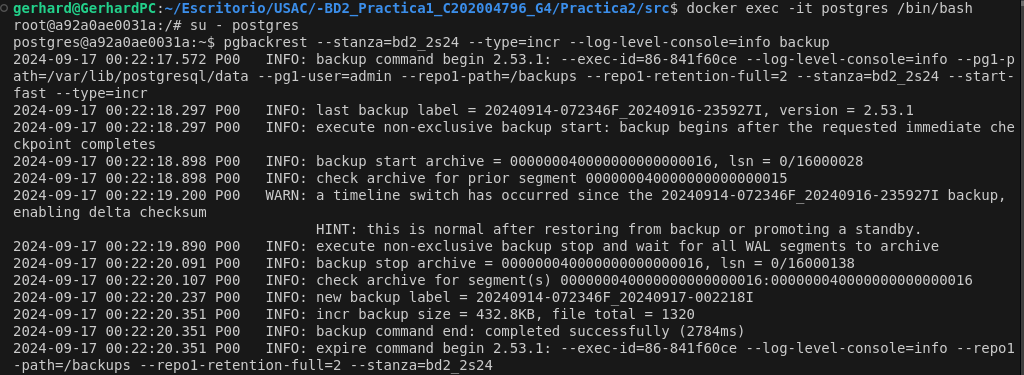 gerhard@GerhardPC:~/Escritorio/USAC/-BD2_Practica1_C202004796_G4/Practica2/src$ docker exec -it postgres /bin/bash
root@a92a0ae0031a:/# su - postgres
postgres@a92a0ae0031a:~$ pgbackrest --stanza=bd2_2s24 --type=incr --log-level-console=info backup
2024-09-17 00:22:17.572 P00   INFO: backup command begin 2.53.1: --exec-id=86-841f60ce --log-level-console=info --pg1-p
ath=/var/lib/postgresql/data --pg1-user=admin --repo1-path=/backups --repo1-retention-full=2 --stanza=bd2_2s24 --start-
fast --type=incr
2024-09-17 00:22:18.297 P00   INFO: last backup label = 20240914-072346F_20240916-235927I, version = 2.53.1
2024-09-17 00:22:18.297 P00   INFO: execute non-exclusive backup start: backup begins after the requested immediate che
ckpoint completes
2024-09-17 00:22:18.898 P00   INFO: backup start archive = 000000040000000000000016, lsn = 0/16000028
2024-09-17 00:22:18.898 P00   INFO: check archive for prior segment 000000040000000000000015
2024-09-17 00:22:19.200 P00   WARN: a timeline switch has occurred since the 20240914-072346F_20240916-235927I backup,
enabling delta checksum
HINT: this is normal after restoring from backup or promoting a standby.
2024-09-17 00:22:19.890 P00   INFO: execute non-exclusive backup stop and wait for all WAL segments to archive
2024-09-17 00:22:20.091 P00   INFO: backup stop archive = 000000040000000000000016, lsn = 0/16000138
2024-09-17 00:22:20.107 P00   INFO: check archive for segment(s) 000000040000000000000016:000000040000000000000016
2024-09-17 00:22:20.237 P00   INFO: new backup label = 20240914-072346F_20240917-002218I
2024-09-17 00:22:20.351 P00   INFO: incr backup size = 432.8KB, file total = 1320
2024-09-17 00:22:20.351 P00   INFO: backup command end: completed successfully (2784ms)
2024-09-17 00:22:20.351 P00   INFO: expire command begin 2.53.1: --exec-id=86-841f60ce --log-level-console=info --repo1
-path=/backups --repo1-retention-full=2 --stanza=bd2_2s24